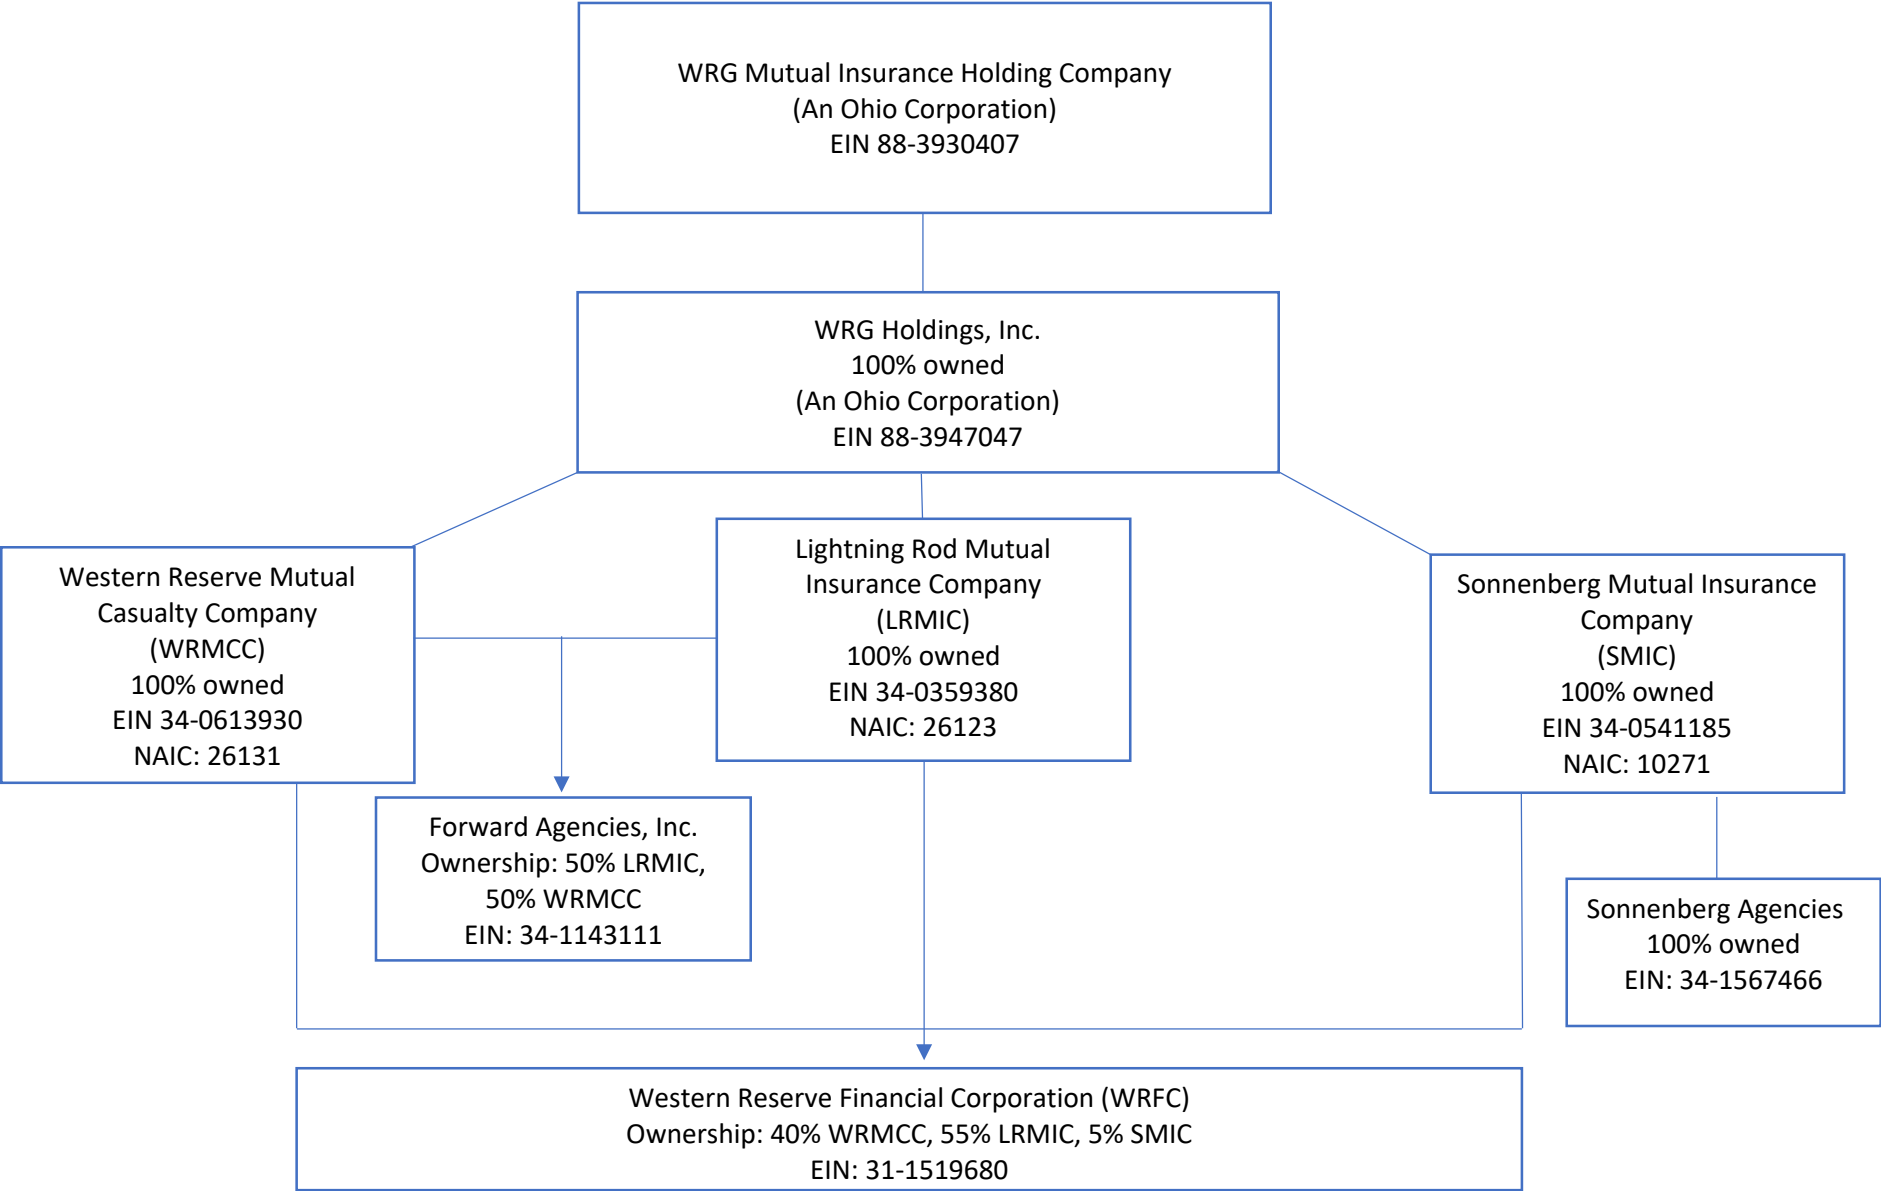 WRG Mutual Insurance Holding Company
(An Ohio Corporation)
EIN 88-3930407
WRG Holdings, Inc.
100% owned
(An Ohio Corporation)
EIN 88-3947047
Western Reserve Mutual
Casualty Company
(WRMCC)
100% owned
EIN 34-0613930
NAIC: 26131
Lightning Rod Mutual
Insurance Company
(LRMIC)
100% owned
EIN 34-0359380
NAIC: 26123
Sonnenberg Mutual Insurance
Company
(SMIC)
100% owned
EIN 34-0541185
NAIC: 10271
Forward Agencies, Inc.
Ownership: 50% LRMIC,
50% WRMCC
EIN: 34-1143111
Sonnenberg Agencies
100% owned
EIN: 34-1567466
Western Reserve Financial Corporation (WRFC)
Ownership: 40% WRMCC, 55% LRMIC, 5% SMIC
EIN: 31-1519680